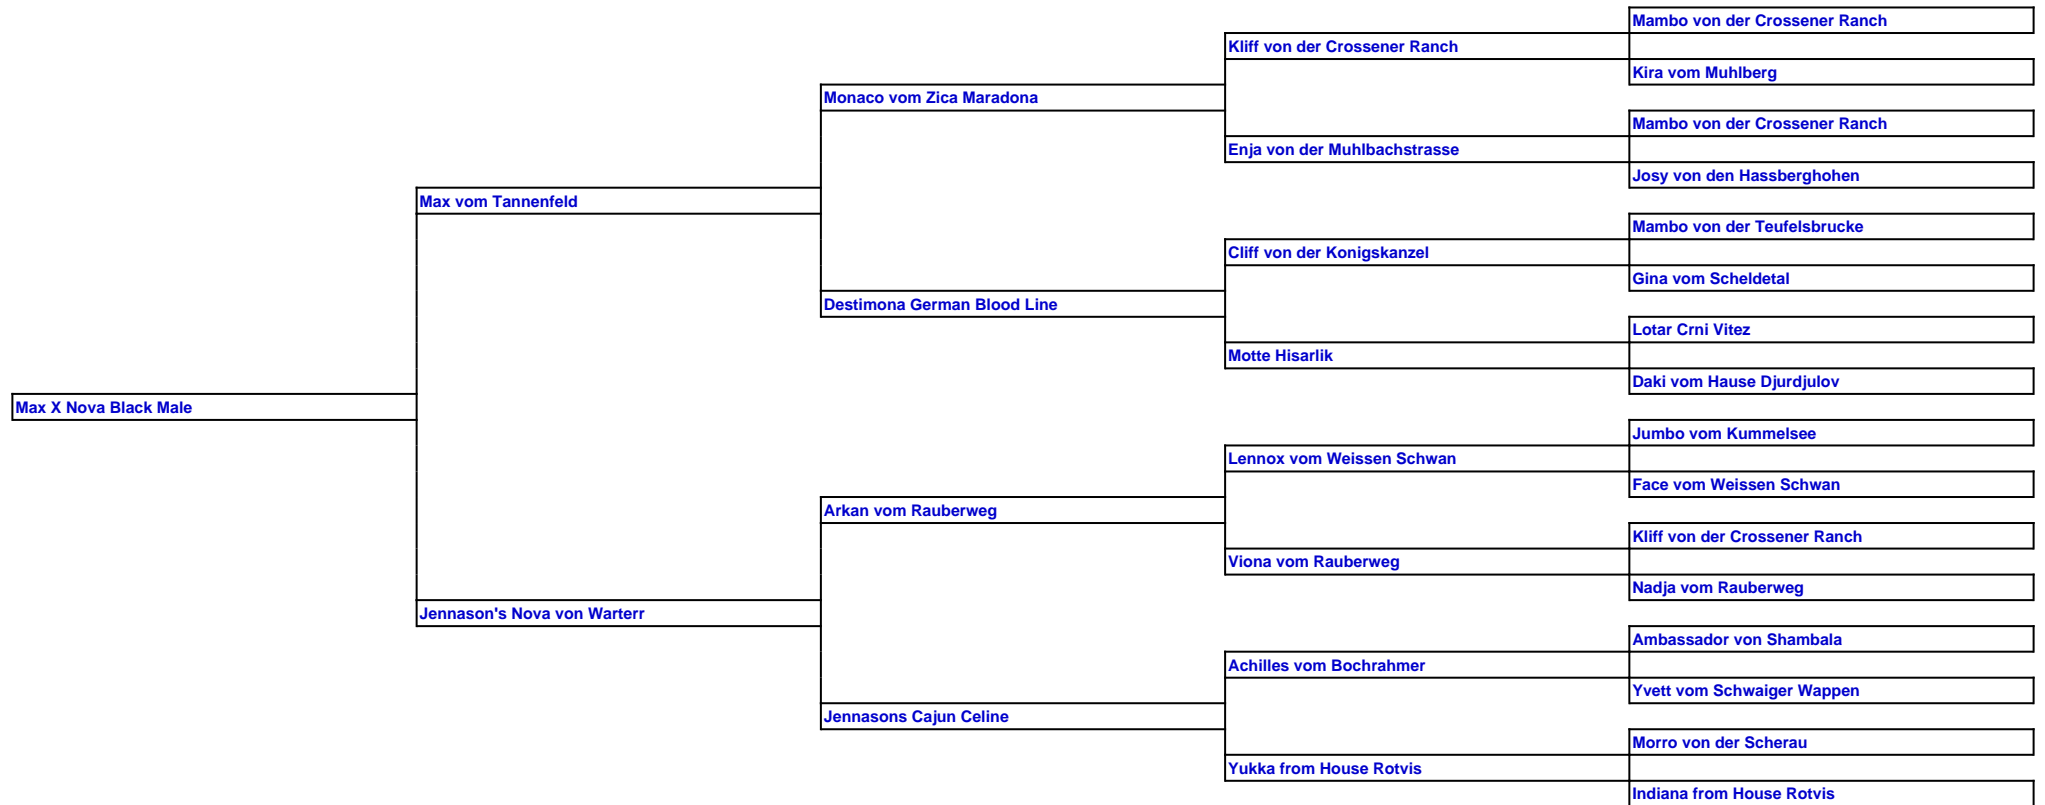 Mambo von der Crossener Ranch
Kliff von der Crossener Ranch
Kira vom Muhlberg
Monaco vom Zica Maradona
Mambo von der Crossener Ranch
Enja von der Muhlbachstrasse
Josy von den Hassberghohen
Max vom Tannenfeld
Mambo von der Teufelsbrucke
Cliff von der Konigskanzel
Gina vom Scheldetal
Destimona German Blood Line
Lotar Crni Vitez
Motte Hisarlik
Daki vom Hause Djurdjulov
Max X Nova Black Male
Jumbo vom Kummelsee
Lennox vom Weissen Schwan
Face vom Weissen Schwan
Arkan vom Rauberweg
Kliff von der Crossener Ranch
Viona vom Rauberweg
Nadja vom Rauberweg
Jennason's Nova von Warterr
Ambassador von Shambala
Achilles vom Bochrahmer
Yvett vom Schwaiger Wappen
Jennasons Cajun Celine
Morro von der Scherau
Yukka from House Rotvis
Indiana from House Rotvis